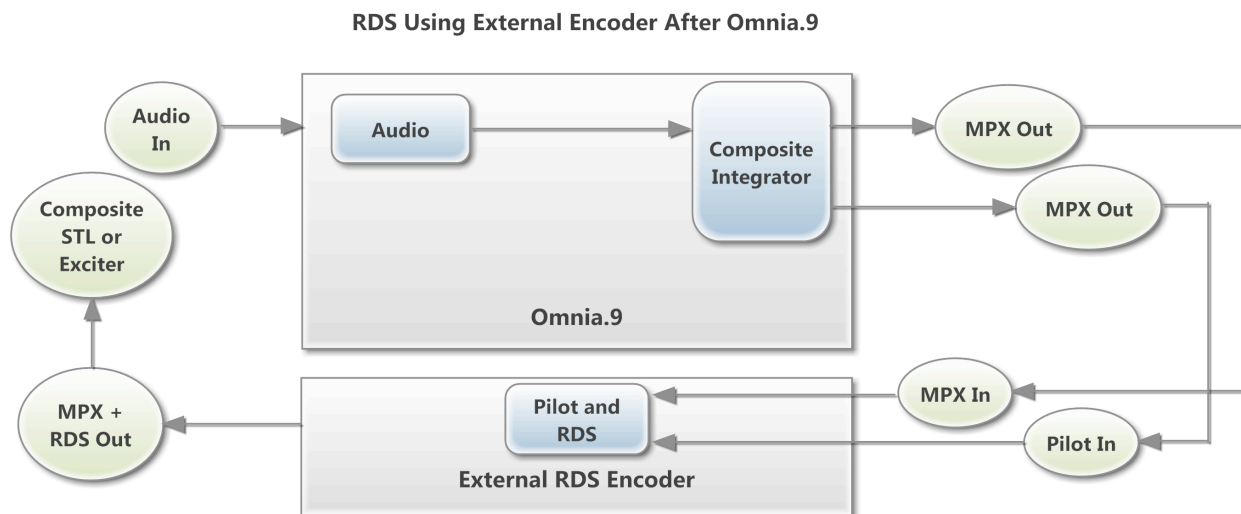 RDS Using External Encoder After Omnia.9
Audio
In
Audio
Composite
Integrator
MPX Out
MPX Out
Composite
STL or
Exciter
Omnia.9
MPX +
RDS Out
Pilot and
RDS
MPX In
Pilot In
External RDS Encoder